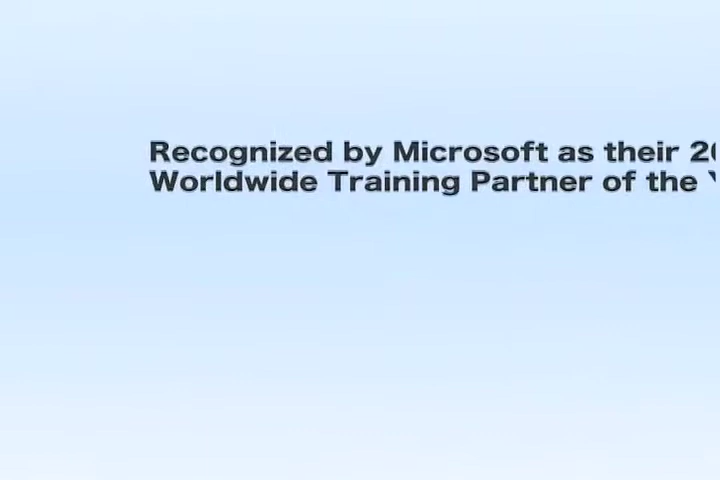 Recognized by Microsoft as their
Worldwide Training Partner of the